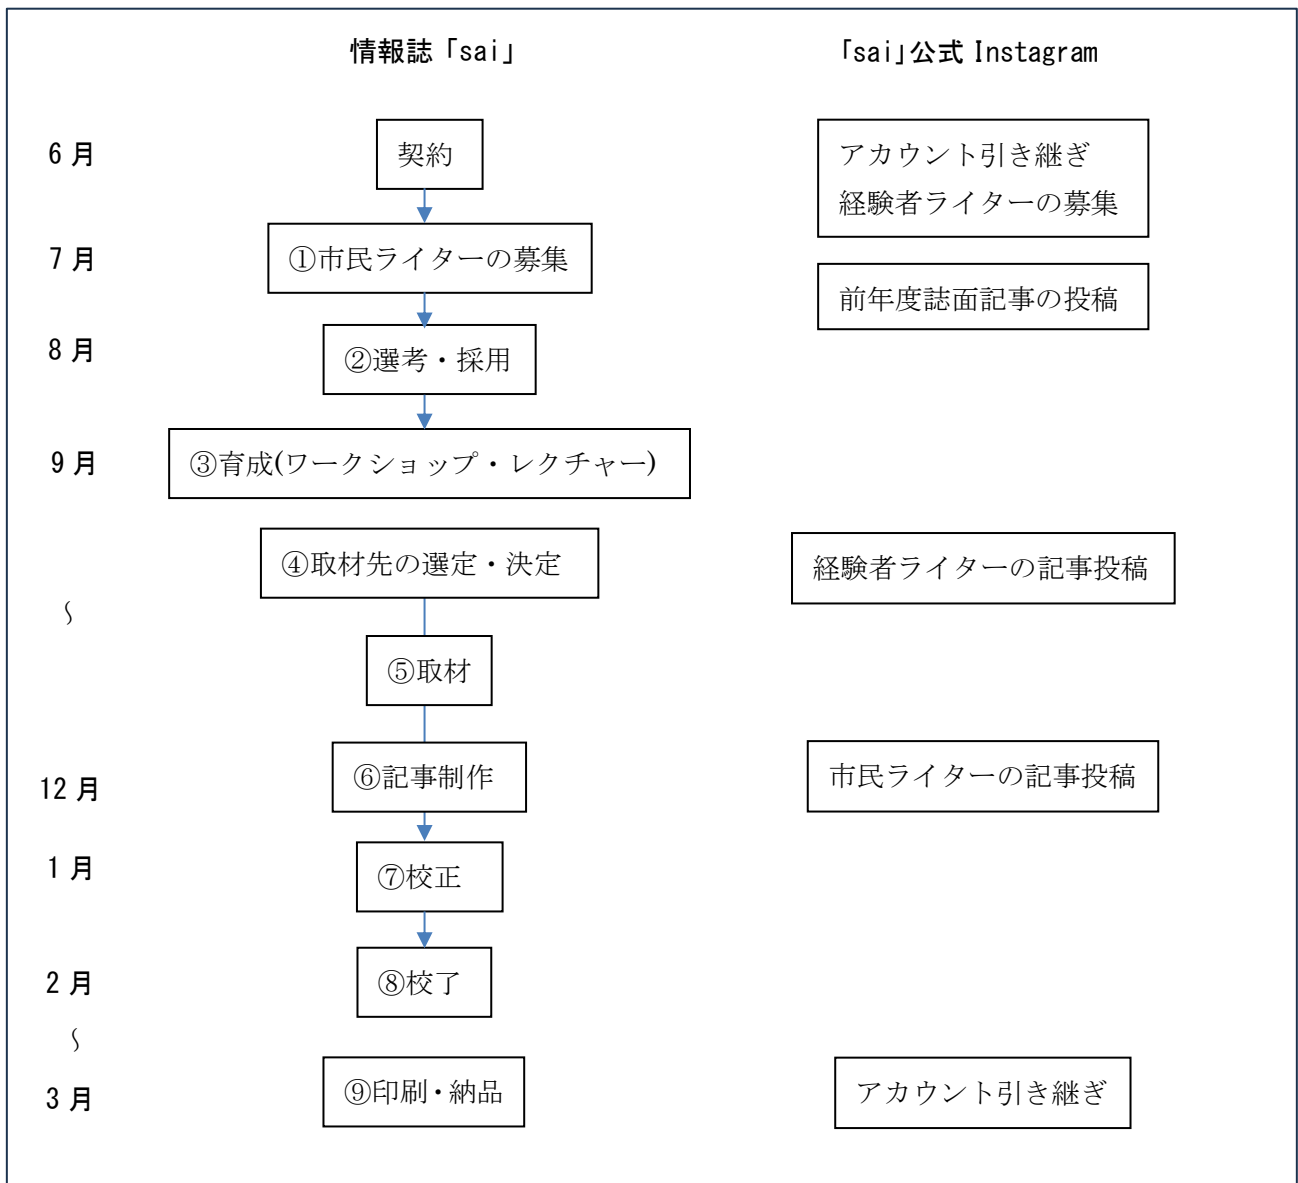 情報誌「sai」
「sai」公式 Instagram
6 月
契約
アカウント引き継ぎ
経験者ライターの募集
7 月
①市民ライターの募集
前年度誌面記事の投稿
8 月
②選考・採用
9 月
③育成(ワークショップ・レクチャー)
④取材先の選定・決定
経験者ライターの記事投稿
～
⑤取材
12 月
⑥記事制作
市民ライターの記事投稿
1 月
⑦校正
2 月
⑧校了
～
3 月
⑨印刷・納品
アカウント引き継ぎ